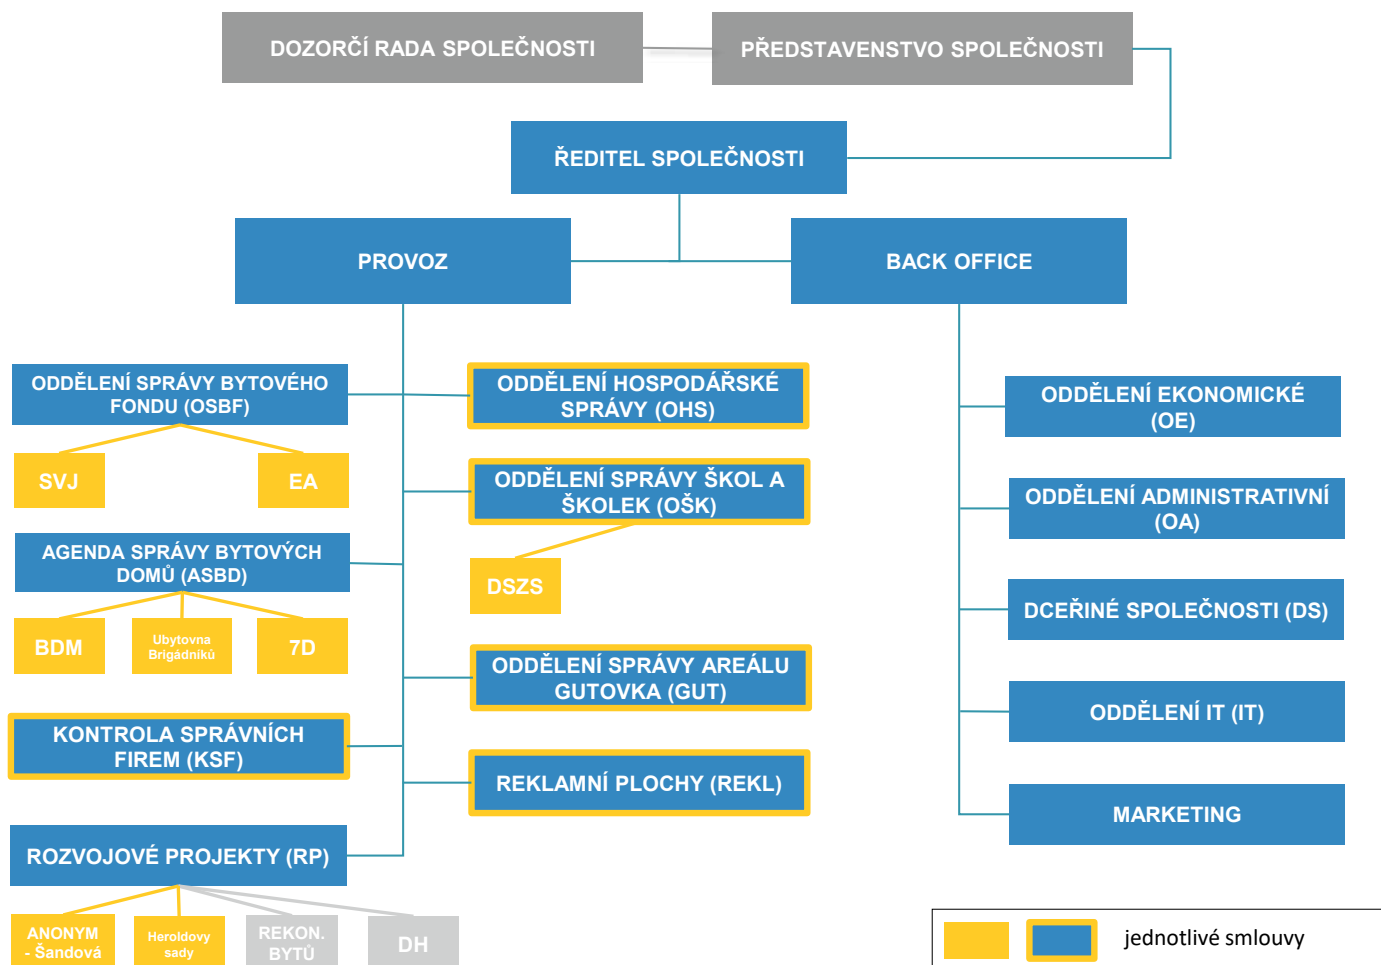 DOZORČÍ RADA SPOLEČNOSTI
PŘEDSTAVENSTVO SPOLEČNOSTI
ŘEDITEL SPOLEČNOSTI
PROVOZ
BACK OFFICE
ODDĚLENÍ SPRÁVY BYTOVÉHO
FONDU (OSBF)
SVJ
EA
AGENDA SPRÁVY BYTOVÝCH
DOMŮ (ASBD)
BDM
Ubytovna
Brigádníků
7D
KONTROLA SPRÁVNÍCH
FIREM (KSF)
ROZVOJOVÉ PROJEKTY (RP)
ANONYM
- Šandová
Heroldovy
sady
REKON.
BYTŮ
DH
ODDĚLENÍ HOSPODÁŘSKÉ
SPRÁVY (OHS)
ODDĚLENÍ SPRÁVY ŠKOL A
ŠKOLEK (OŠK)
DSZS
ODDĚLENÍ SPRÁVY AREÁLU
GUTOVKA (GUT)
REKLAMNÍ PLOCHY (REKL)
ODDĚLENÍ EKONOMICKÉ
(OE)
ODDĚLENÍ ADMINISTRATIVNÍ
(OA)
DCEŘINÉ SPOLEČNOSTI (DS)
ODDĚLENÍ IT (IT)
MARKETING
jednotlivé smlouvy